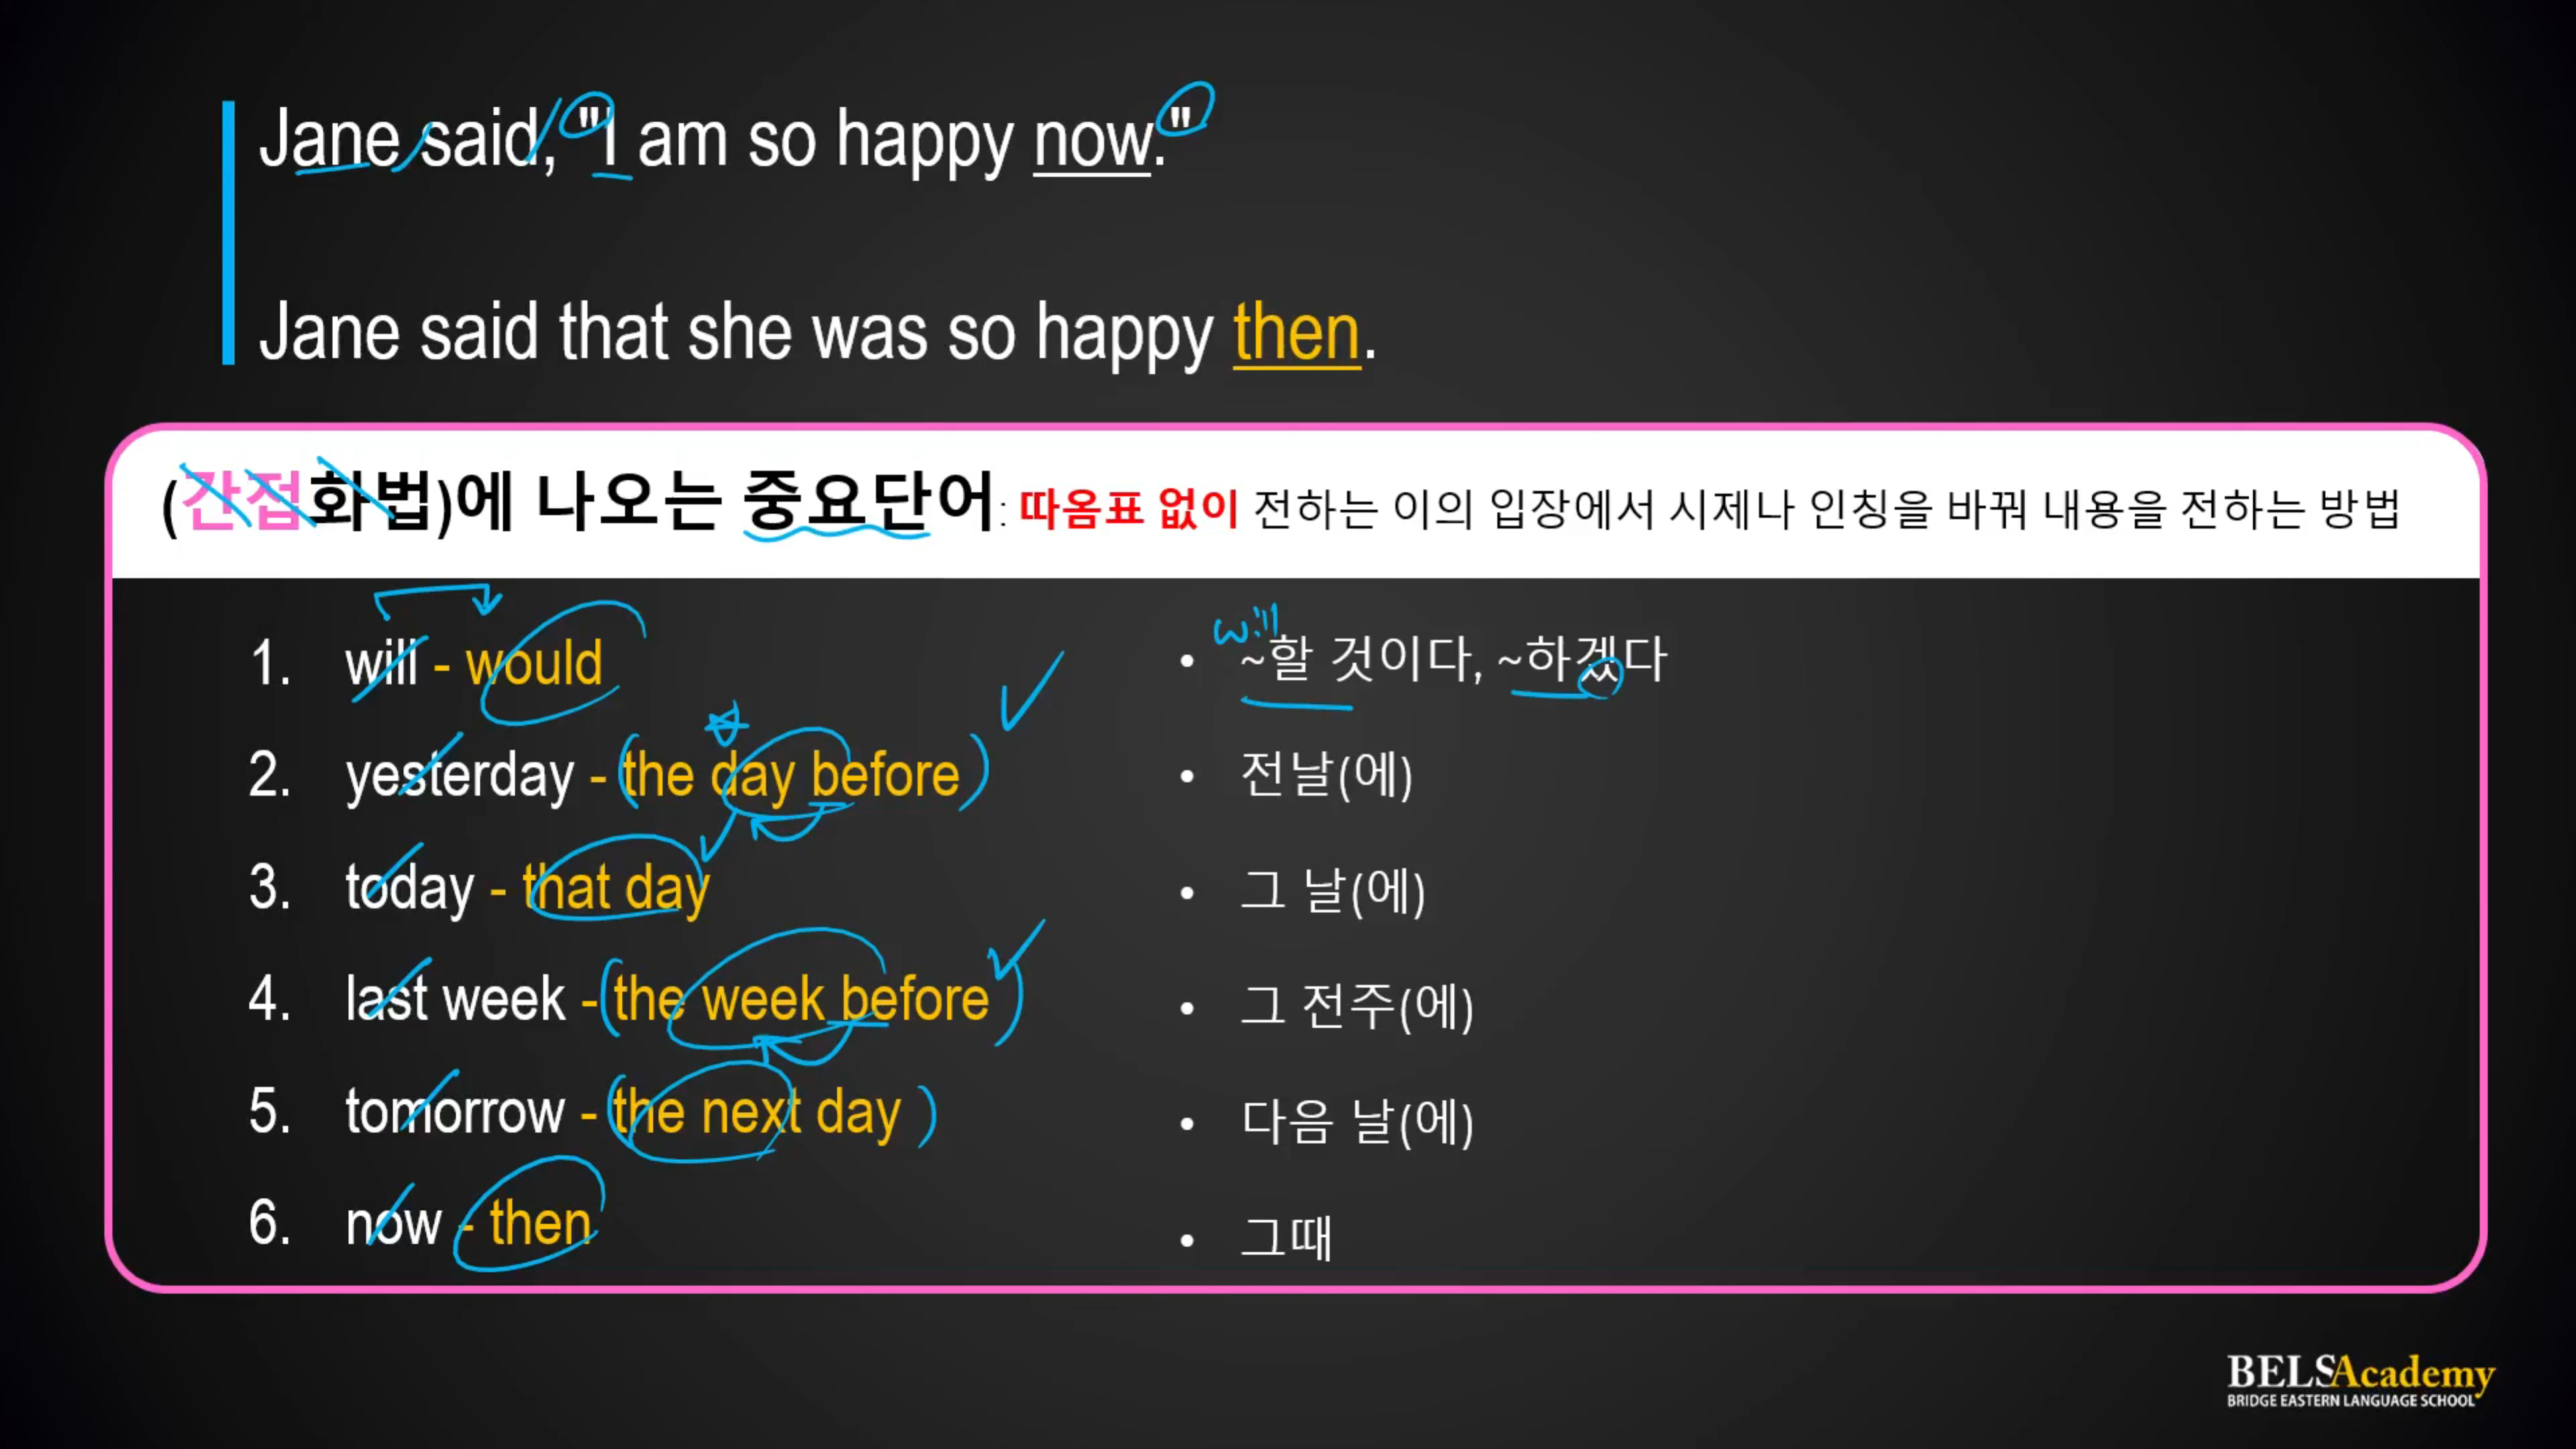 Jane said, "I am so happy now."
Jane said that she was so happy then.
(간접화법)에 나오는 중요단어: 따옴표 없이 전하는 이의 입장에서 시제나 인칭을 바꿔 내용을 전하는 방법
1. will - would
will
• ~할 것이다, ~하겠다
2. yesterday - (the day before)
• 전날(에)
3. today - that day
• 그 날(에)
4. last week - (the week before)
• 그 전주(에)
5. tomorrow - (the next day)
• 다음 날(에)
6. now - then
• 그때
BELSAcademy
BRIDGE EASTERN LANGUAGE SCHOOL